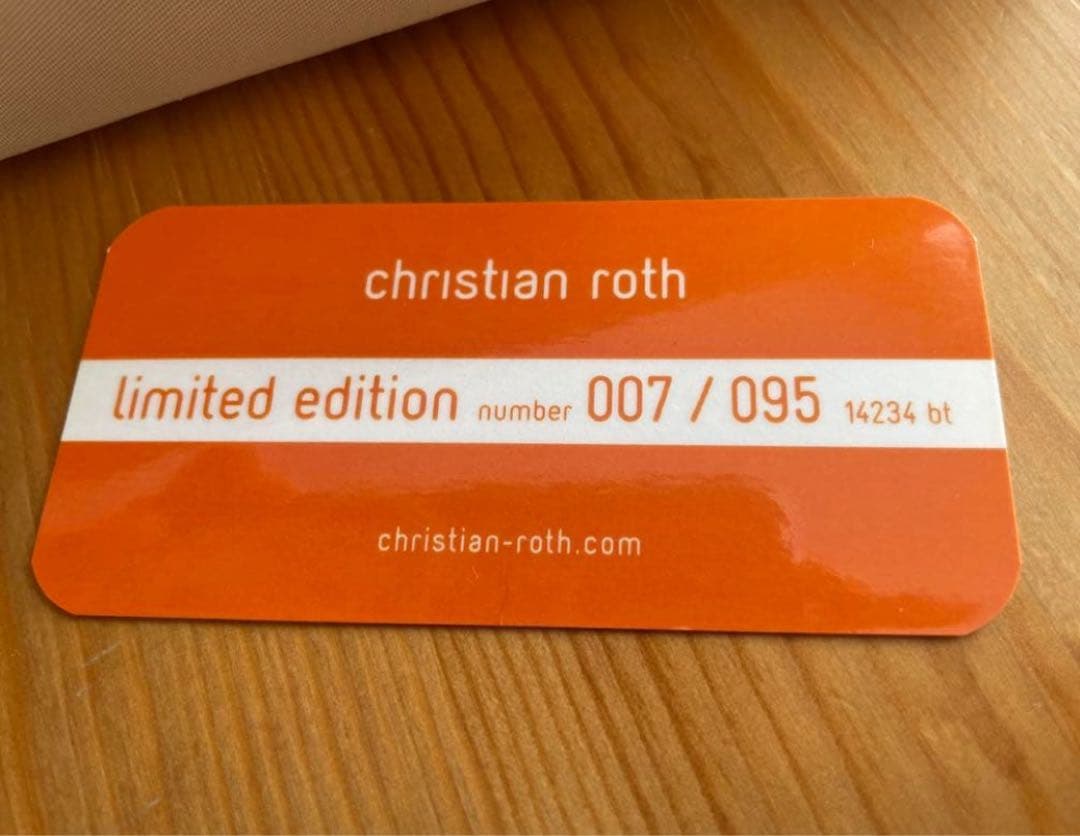 christian roth
limited edition number 007 / 095 14234 bt
christian-roth.com